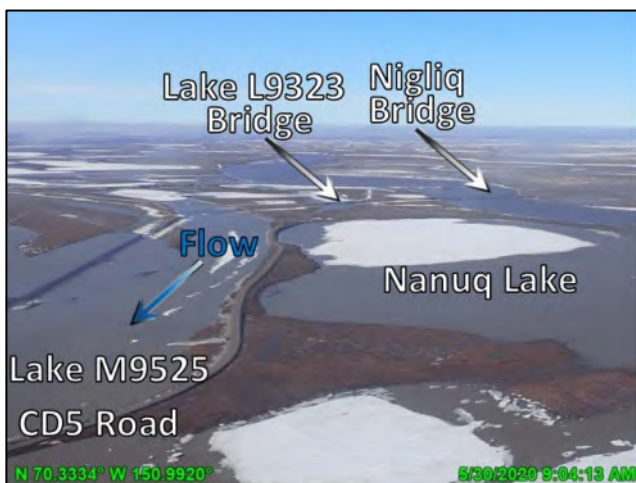 Lake L9323
Bridge
Nigliq
Bridge
Flow
Nanuq Lake
Lake M9525
CD5 Road
N 70.3334° W 150.9920°
5/30/2020 9:04:13 AM